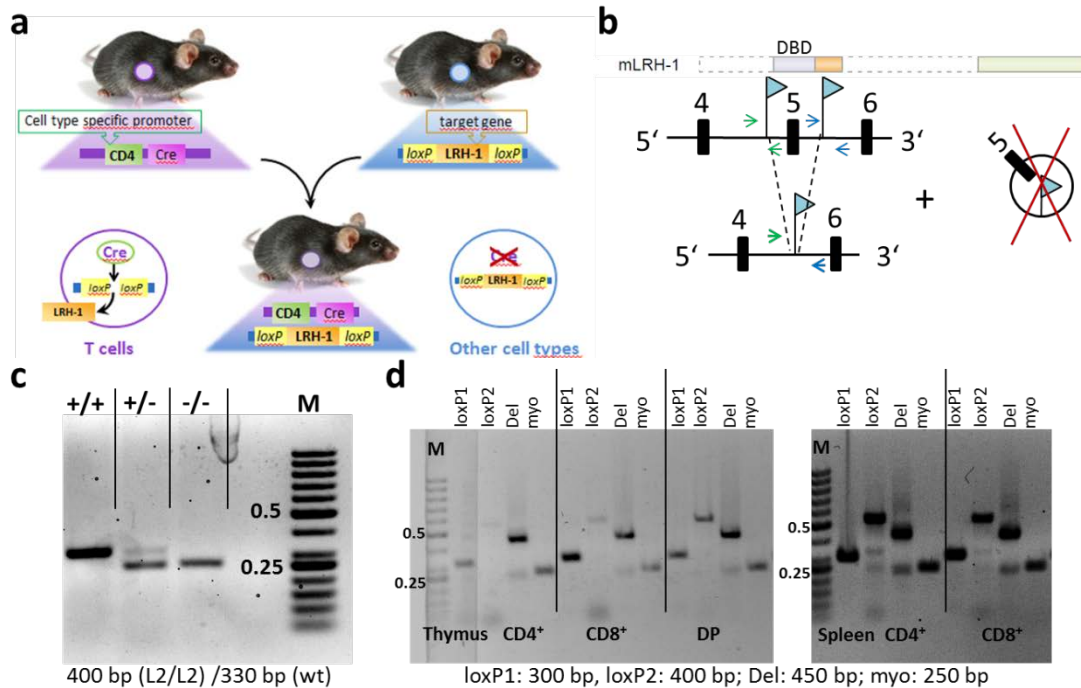 a
Cell type specific promoter
CD4 Cre
target gene
loxP LRH-1 loxP
Cre
loxP loxP
LRH-1
T cells
CD4 Cre
loxP LRH-1 loxP
Cre
loxP LRH-1 loxP
Other cell types
b
DBD
mLRH-1
4 5 6
5‘ 3‘
4 6
5‘ 3‘
+
5
c
+/+ +/- -/- M
0.5
0.25
400 bp (L2/L2) /330 bp (wt)
d
loxP1 loxP2 Del myo loxP1 loxP2 Del myo loxP1 loxP2 Del myo
M
0.5
0.25
Thymus CD4+ CD8+ DP
loxP1 loxP2 Del myo loxP1 loxP2 Del myo
M
0.5
0.25
Spleen CD4+ CD8+
loxP1: 300 bp, loxP2: 400 bp; Del: 450 bp; myo: 250 bp